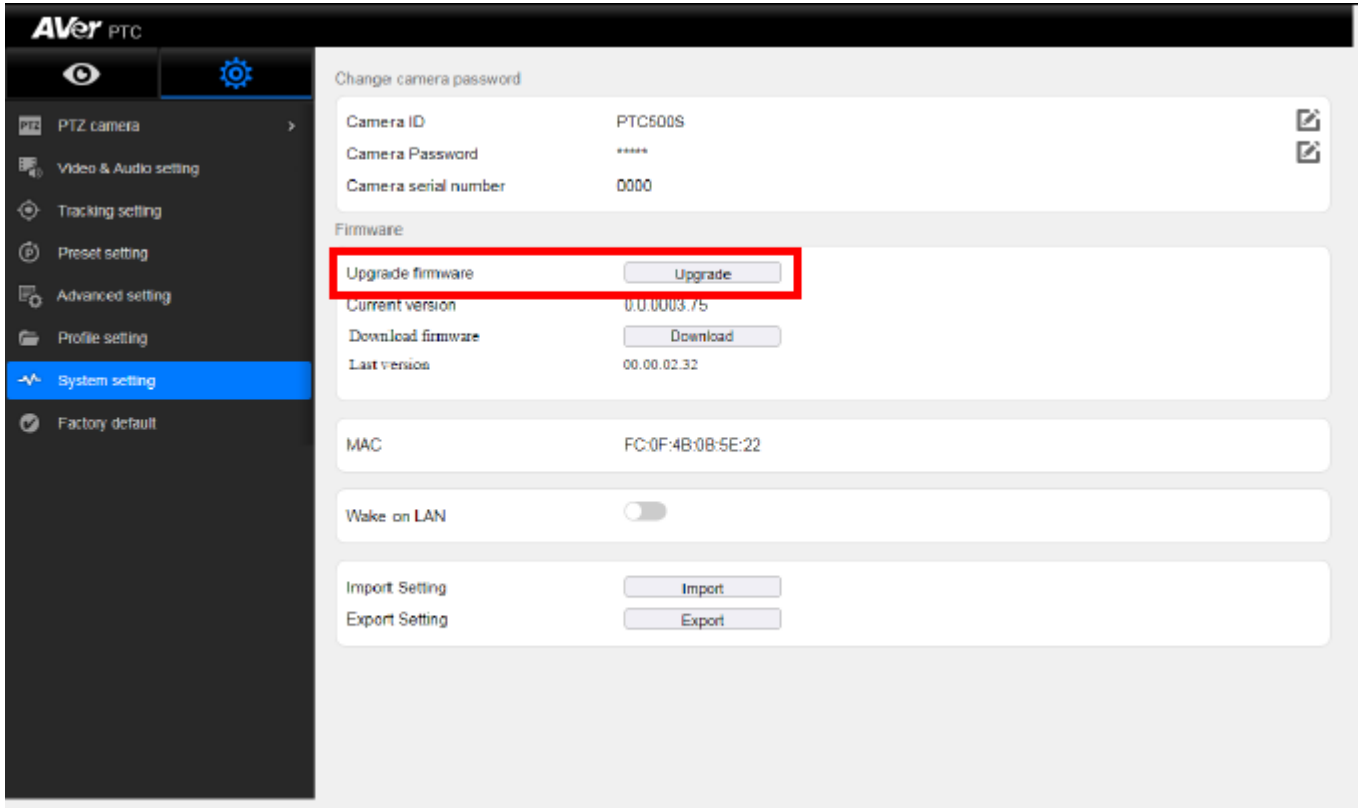 AVer PTC
Change camera password
PTZ PTZ camera >
Camera ID PTC500S
Video & Audio setting
Camera Password *****
Tracking setting
Camera serial number 0000
Firmware
Preset setting
Upgrade firmware Upgrade
Advanced setting
Current version 0.0.0003.75
Profile setting
Download firmware Download
System setting
Last version 00.00.02.32
Factory default
MAC FC:0F:4B:0B:5E:22
Wake on LAN
Import Setting Import
Export Setting Export